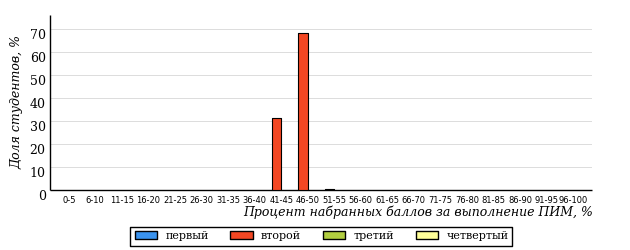 Доля студентов, %
70
60
50
40
30
20
10
0
0-5 6-10 11-15 16-20 21-25 26-30 31-35 36-40 41-45 46-50 51-55 56-60 61-65 66-70 71-75 76-80 81-85 86-90 91-95 96-100
Процент набранных баллов за выполнение ПИМ, %
первый второй третий четвертый